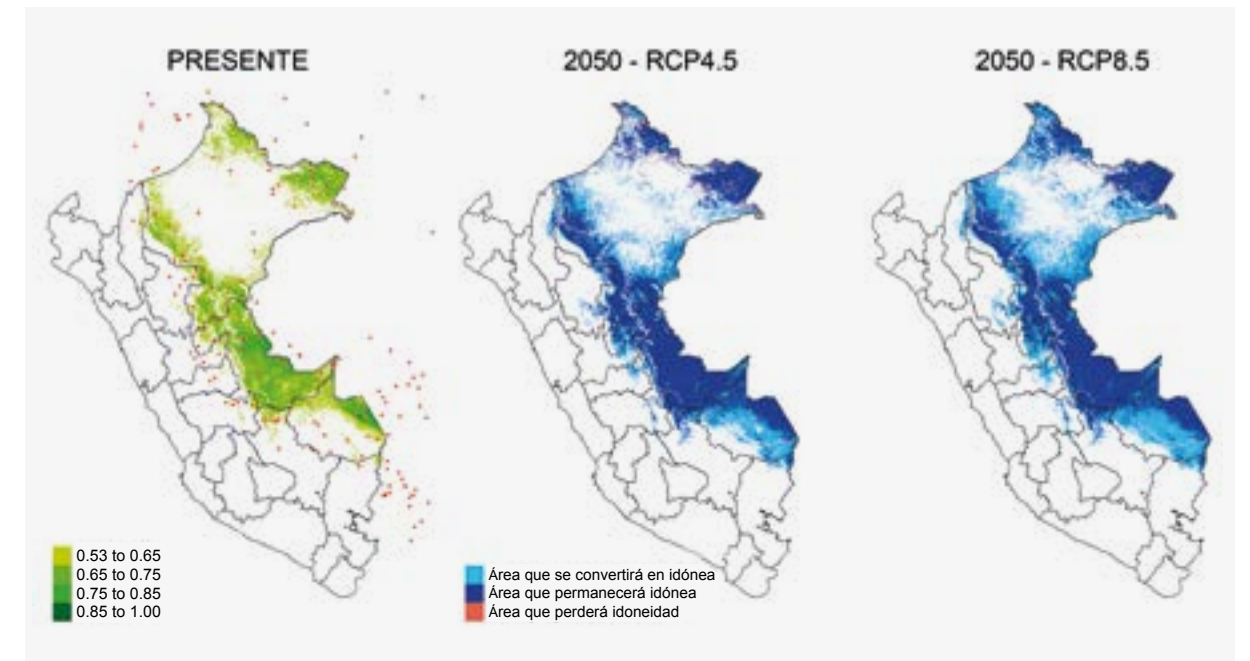 PRESENTE
2050 - RCP4.5
2050 - RCP8.5
0.53 to 0.65
0.65 to 0.75
0.75 to 0.85
0.85 to 1.00
Área que se convertirá en idónea
Área que permanecerá idónea
Área que perderá idoneidad